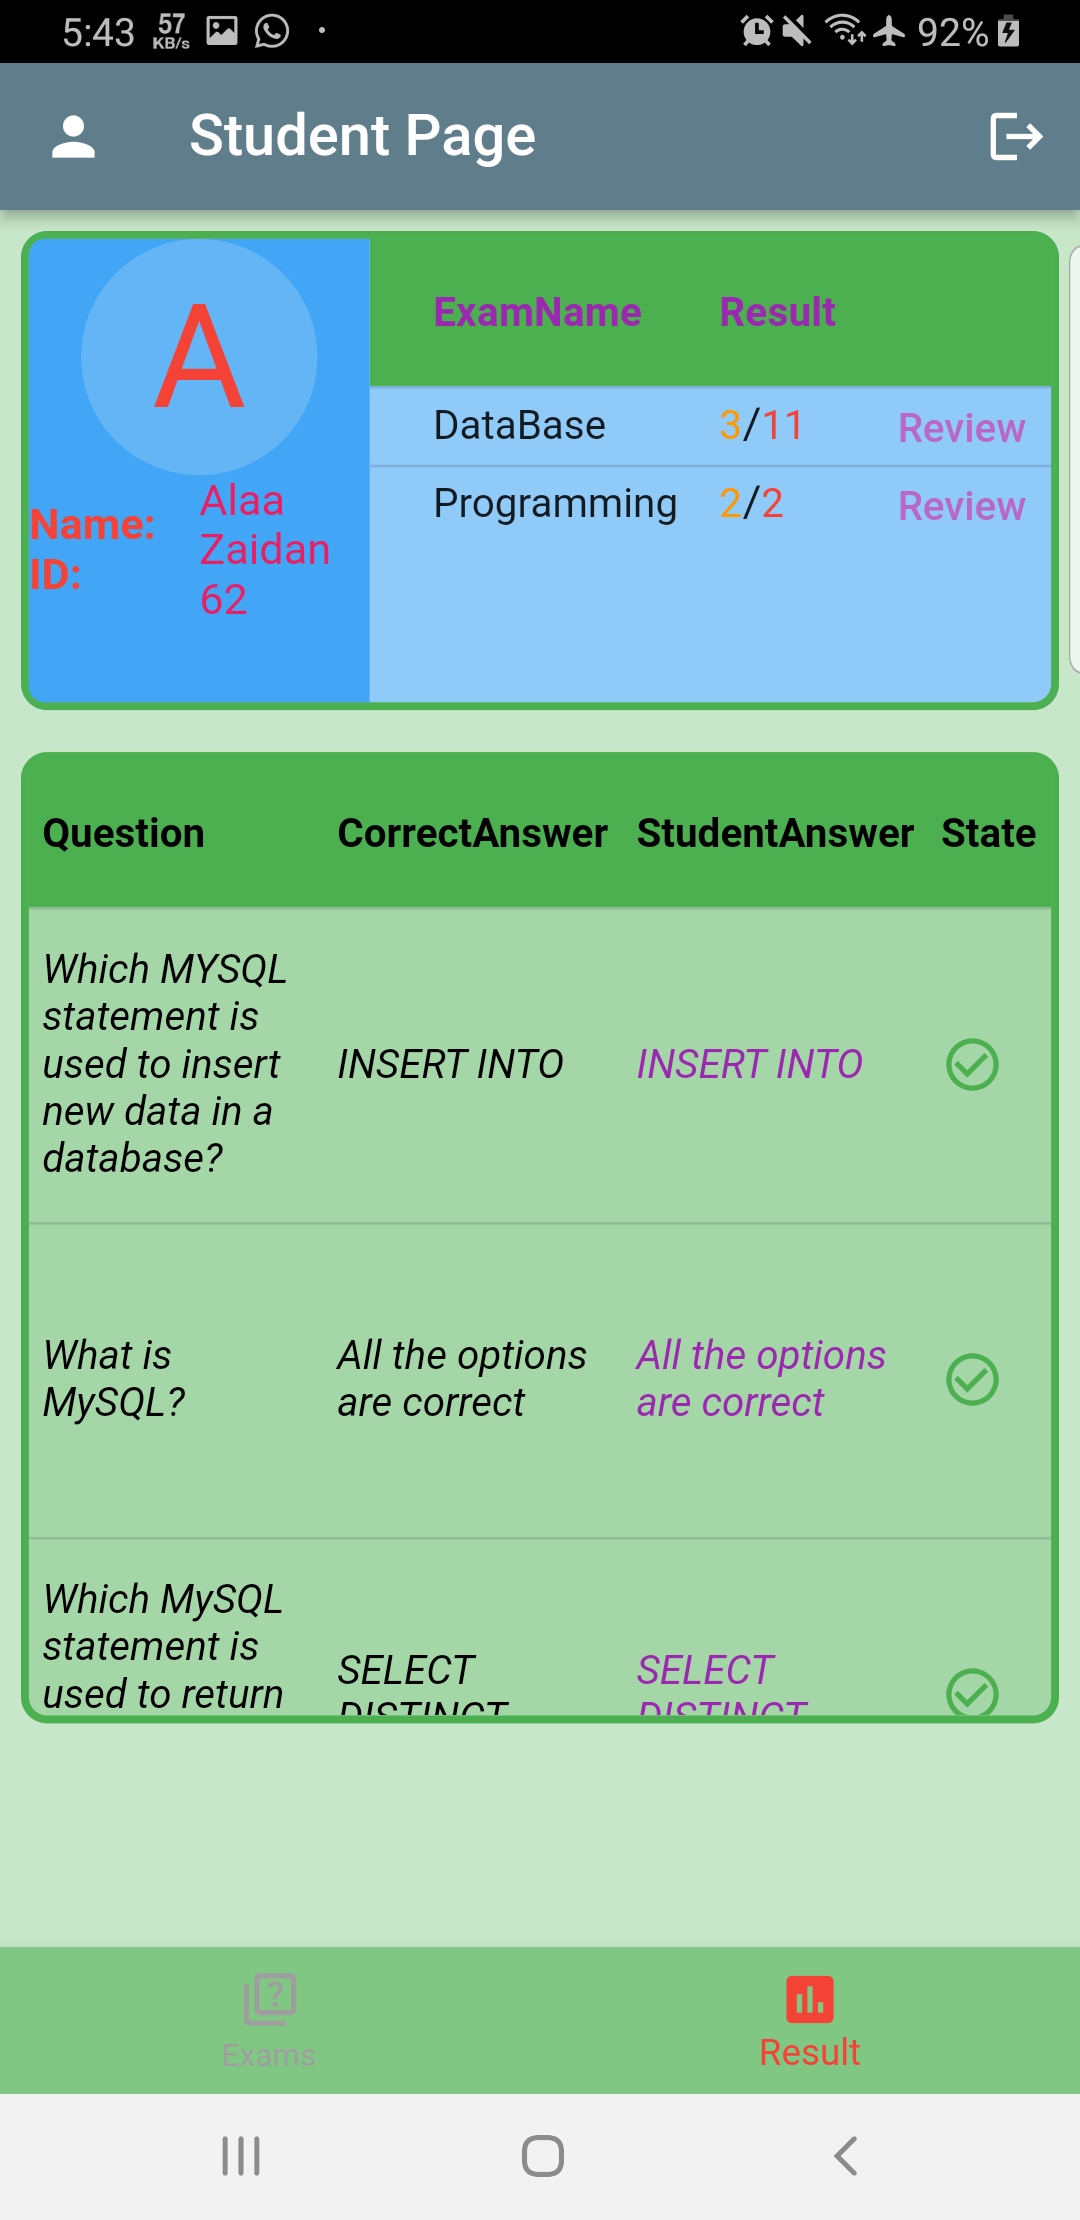 5:43 57 KB/s 92%
Student Page
A
Name: Alaa Zaidan
ID: 62
ExamName Result
DataBase 3/11 Review
Programming 2/2 Review
Question CorrectAnswer StudentAnswer State
Which MYSQL
statement is
used to insert
new data in a
database?
INSERT INTO
INSERT INTO
What is
MySQL?
All the options
are correct
All the options
are correct
Which MySQL
statement is
used to return
SELECT
DISTINCT
SELECT
DISTINCT
Exams
Result